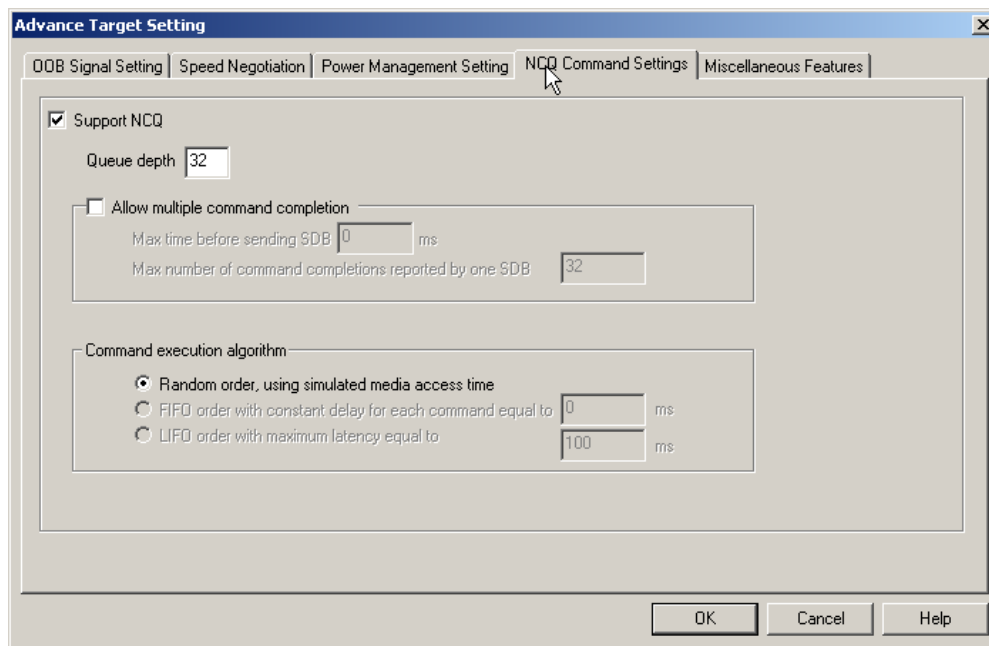 Advance Target Setting
OOB Signal Setting Speed Negotiation Power Management Setting NCQ Command Settings Miscellaneous Features
Support NCQ
Queue depth 32
Allow multiple command completion
Max time before sending SDB 0 ms
Max number of command completions reported by one SDB 32
Command execution algorithm
Random order, using simulated media access time
FIFO order with constant delay for each command equal to 0 ms
LIFO order with maximum latency equal to 100 ms
OK Cancel Help